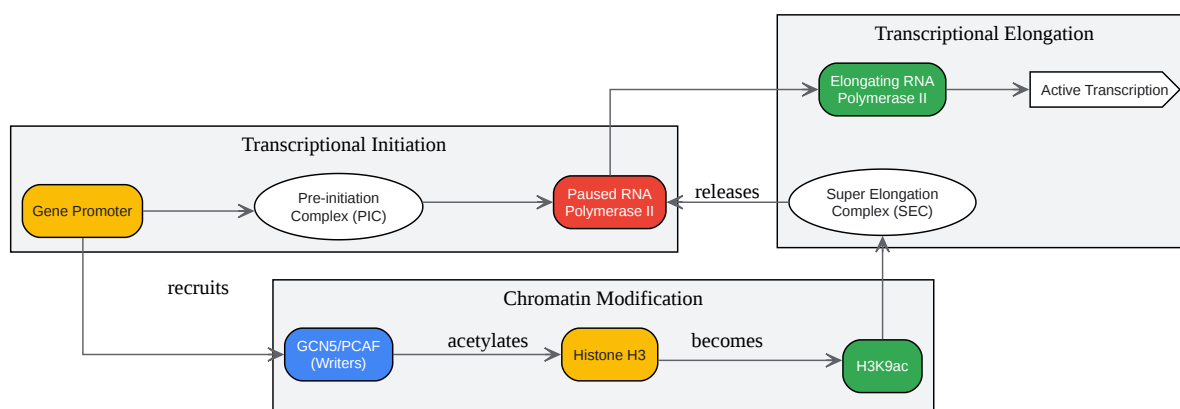 Transcriptional Elongation
Elongating RNA
Polymerase II
Active Transcription
Transcriptional Initiation
Gene Promoter
Pre-initiation
Complex (PIC)
Paused RNA
Polymerase II
releases
Super Elongation
Complex (SEC)
recruits
Chromatin Modification
GCN5/PCAF
(Writers)
acetylates
Histone H3
becomes
H3K9ac